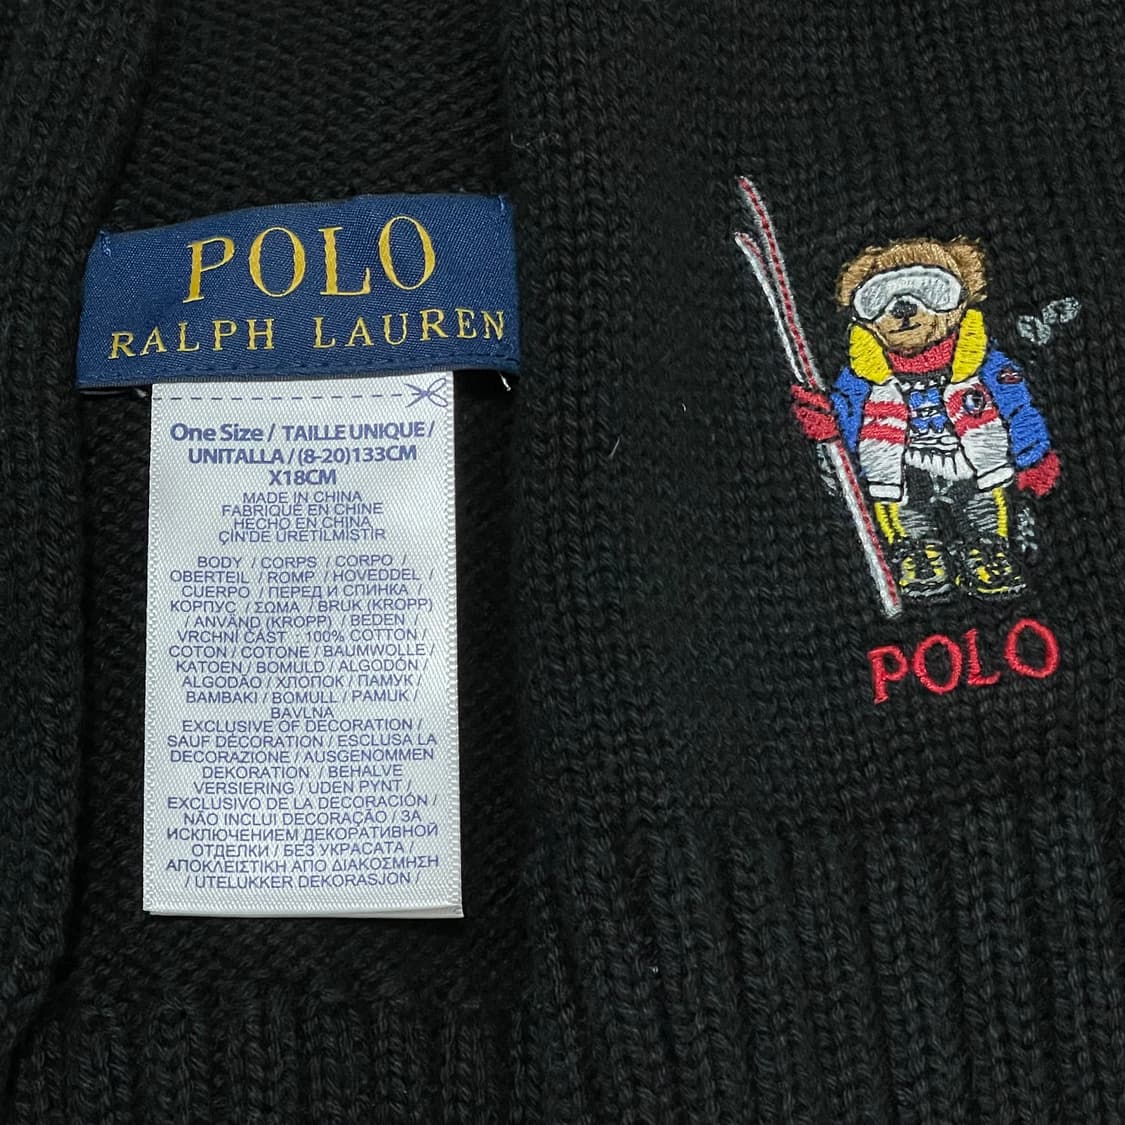 POLO
RALPH LAUREN
One Size / TAILLE UNIQUE /
UNITALLA / (8-20)133CM
X18CM
MADE IN CHINA
FABRIQUÉ EN CHINE
HECHO EN CHINA
ÇİN'DE ÜRETİLMİŞTİR
BODY / CORPS / CORPO /
OBERTEIL / ROMP / HOVEDDEL /
CUERPO / ПЕРЕД И СПИНКА /
КОРПУС / ΣΩΜΑ / BRUK (KROPP)
/ ANVÄND (KROPP) / BEDEN /
VRCHNÍ ČÁST : 100% COTTON /
COTON / COTONE / BAUMWOLLE /
KATOEN / BOMULD / ALGODÓN /
ALGODÃO / ХЛОПОК / ПАМУК /
BAMBAKI / BOMULL / PAMUK /
BAVLNA
EXCLUSIVE OF DECORATION /
SAUF DÉCORATION / ESCLUSA LA
DECORAZIONE / AUSGENOMMEN
DEKORATION / BEHALVE
VERSIERING / UDEN PYNT /
EXCLUSIVO DE LA DECORACIÓN /
NÃO INCLUI DECORAÇÃO / ЗА
ИСКЛЮЧЕНИЕМ ДЕКОРАТИВНОЙ
ОТДЕЛКИ / БЕЗ УКРАСАТА /
ΑΠΟΚΛΕΙΣΤΙΚΗ ΑΠΟ ΔΙΑΚΟΣΜΗΣΗ
/ UTELUKKER DEKORASJON /
POLO